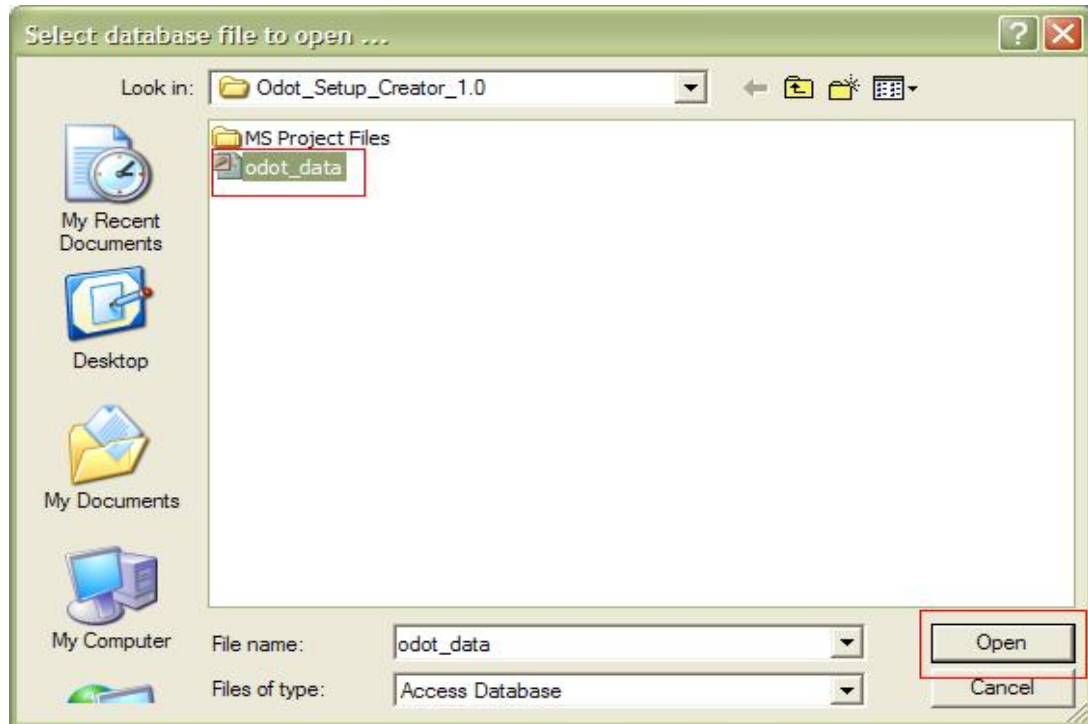 Select database file to open ...
Look in: Odot_Setup_Creator_1.0
MS Project Files
odot_data
My Recent
Documents
Desktop
My Documents
My Computer
File name: odot_data Open
Files of type: Access Database Cancel